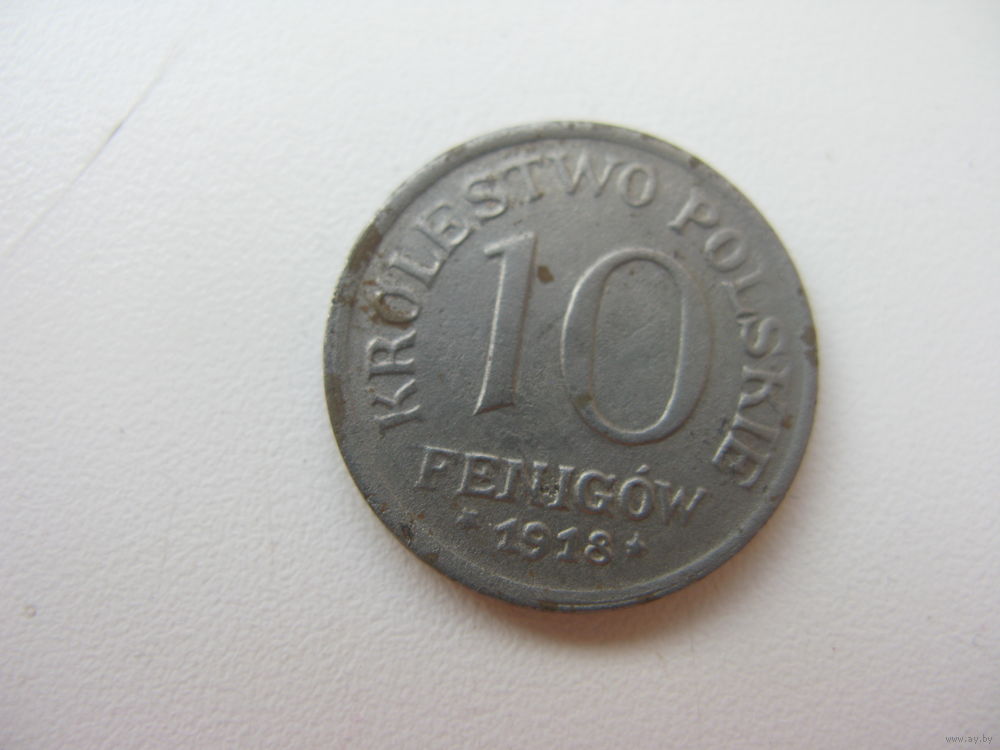 KRÓLESTWO POLSKIE
10
FENIGÓW
* 1918 *
www.ay.by